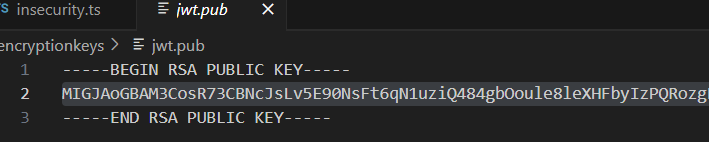 TS insecurity.ts jwt.pub ×
encryptionkeys > jwt.pub
1 -----BEGIN RSA PUBLIC KEY-----
2 MIGJAoGBAM3CosR73CBNcJsLv5E90NsFt6qN1uziQ484gbOoule8leXHFbyIzPQRozg
3 -----END RSA PUBLIC KEY-----